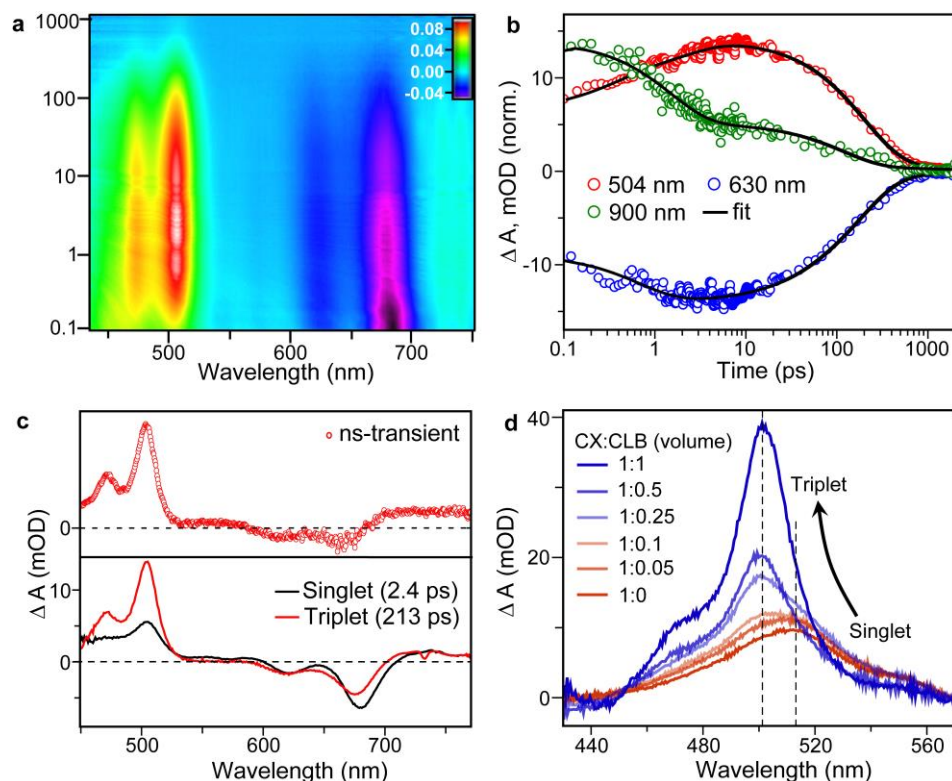 a
1000
100
10
1
0.1
0.08
0.04
0.00
-0.04
500
600
700
Wavelength (nm)
b
Δ A, mOD (norm.)
10
0
-10
504 nm
630 nm
900 nm
fit
0.1
1
10
100
1000
Time (ps)
c
Δ A (mOD)
ns-transient
0
10
0
Singlet (2.4 ps)
Triplet (213 ps)
500
600
700
Wavelength (nm)
d
Δ A (mOD)
40
20
0
CX:CLB (volume)
1:1
1:0.5
1:0.25
1:0.1
1:0.05
1:0
Triplet
Singlet
440
480
520
560
Wavelength (nm)